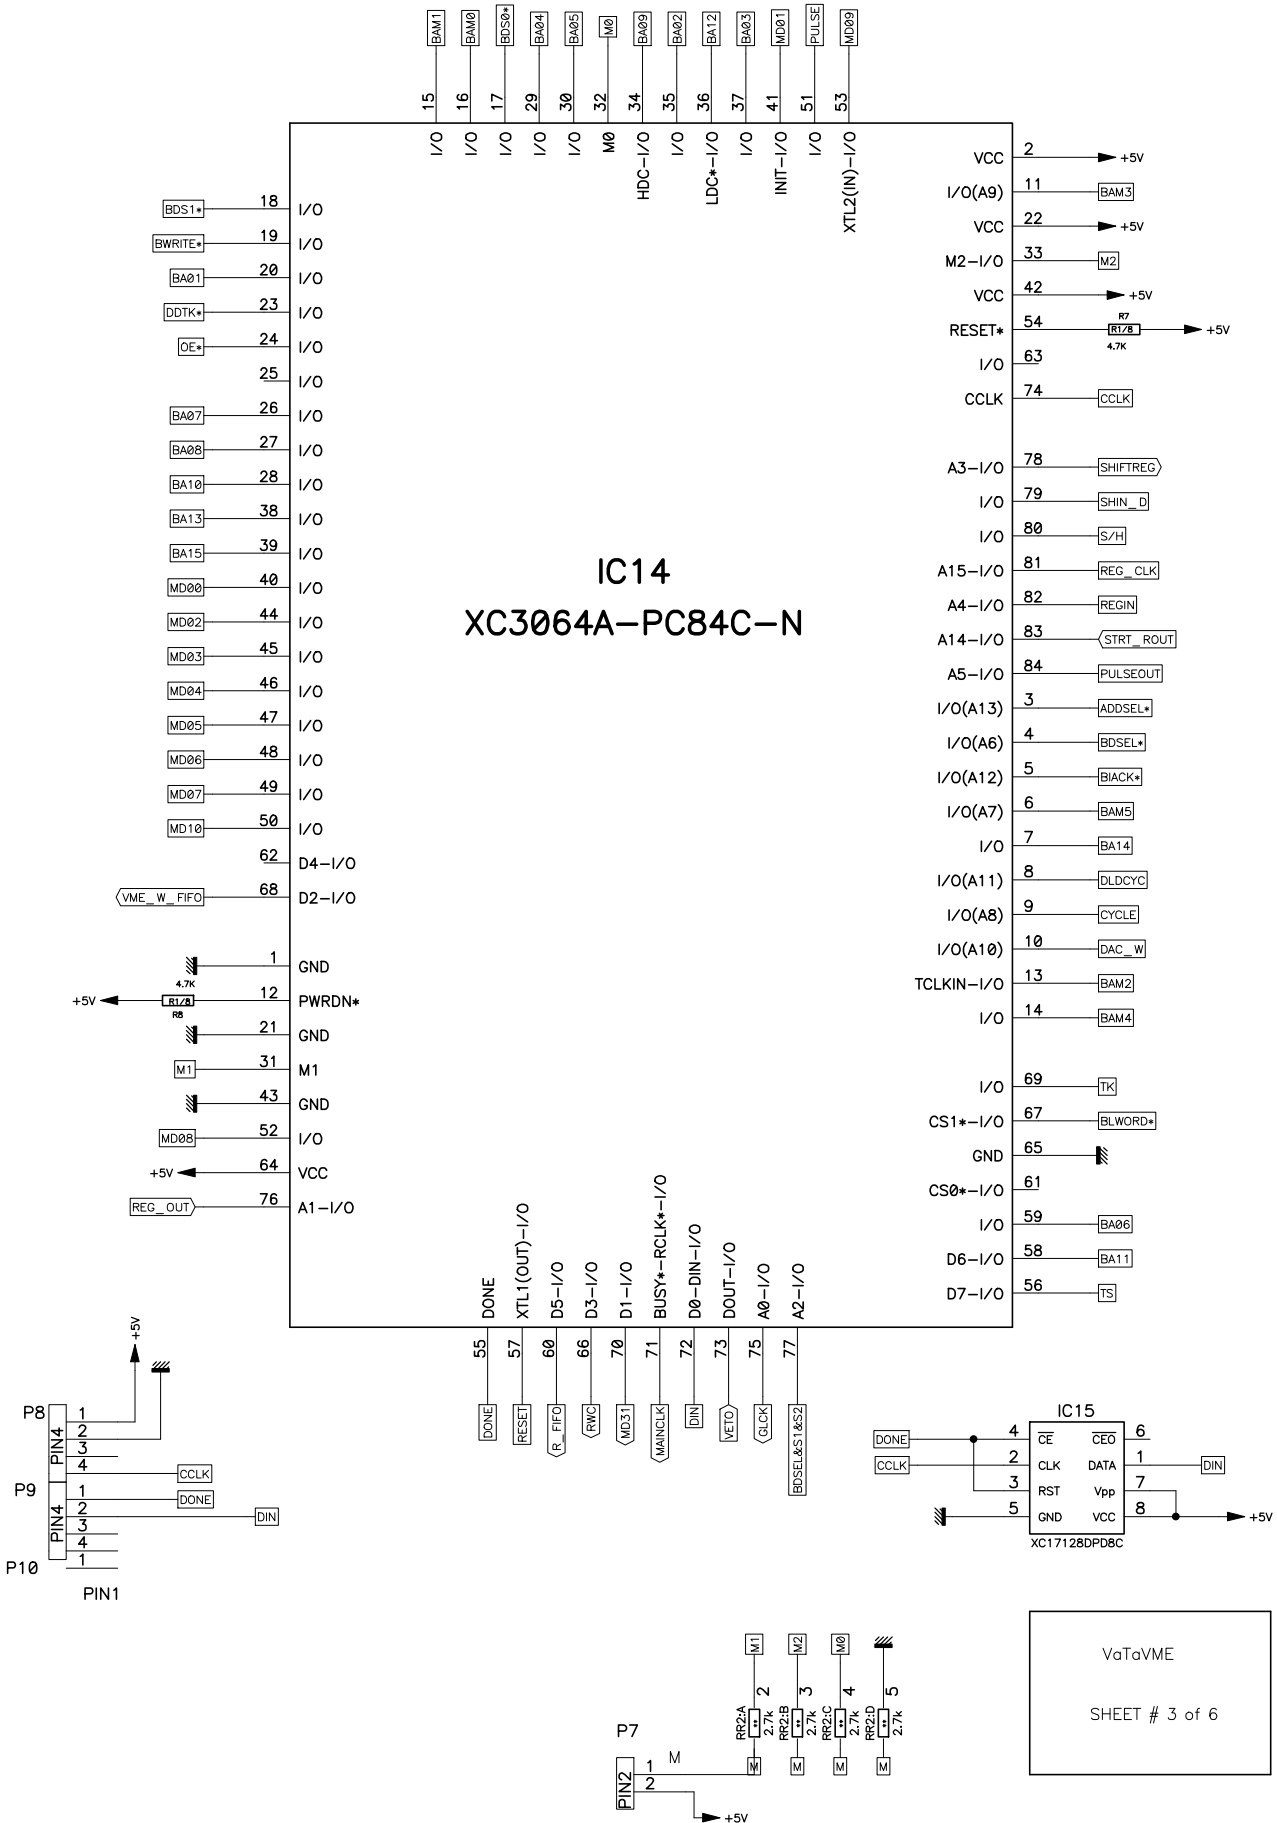 BAM1 BAM0 BDS0* BA04 BA05 M0 BA09 BA02 BA12 BA03 MD01 PULSE MD09
15 16 17 29 30 32 34 35 36 37 41 51 53
I/O I/O I/O I/O I/O M0 HDC-I/O I/O LDC*-I/O I/O INIT-I/O I/O XTL2(IN)-I/O
BDS1* 18 I/O
BWRITE* 19 I/O
BA01 20 I/O
DDTK* 23 I/O
OE* 24 I/O
25 I/O
BA07 26 I/O
BA08 27 I/O
BA10 28 I/O
BA13 38 I/O
BA15 39 I/O
MD00 40 I/O
MD02 44 I/O
MD03 45 I/O
MD04 46 I/O
MD05 47 I/O
MD06 48 I/O
MD07 49 I/O
MD10 50 I/O
62 D4-I/O
VME_W_FIFO 68 D2-I/O
1 GND
4.7K
+5V R1/8 12 PWRDN*
R8
21 GND
M1 31 M1
43 GND
MD08 52 I/O
+5V 64 VCC
REG_OUT 76 A1-I/O
IC14
XC3064A-PC84C-N
VCC 2 +5V
I/O(A9) 11 BAM3
VCC 22 +5V
M2-I/O 33 M2
VCC 42 +5V
R7
RESET* 54 R1/8 +5V
4.7K
I/O 63
CCLK 74 CCLK
A3-I/O 78 SHIFTREG
I/O 79 SHIN_D
I/O 80 S/H
A15-I/O 81 REG_CLK
A4-I/O 82 REGIN
A14-I/O 83 STRT_ROUT
A5-I/O 84 PULSEOUT
I/O(A13) 3 ADDSEL*
I/O(A6) 4 BDSEL*
I/O(A12) 5 BIACK*
I/O(A7) 6 BAM5
I/O 7 BA14
I/O(A11) 8 DLDCYC
I/O(A8) 9 CYCLE
I/O(A10) 10 DAC_W
TCLKIN-I/O 13 BAM2
I/O 14 BAM4
I/O 69 TK
CS1*-I/O 67 BLWORD*
GND 65
CS0*-I/O 61
I/O 59 BA06
D6-I/O 58 BA11
D7-I/O 56 TS
DONE XTL1(OUT)-I/O D5-I/O D3-I/O D1-I/O BUSY*-RCLK*-I/O D0-DIN-I/O DOUT-I/O A0-I/O A2-I/O
55 57 60 66 70 71 72 73 75 77
DONE RESET R_FIFO RWC MD31 MAINCLK DIN VETO GLCK BDSEL&S1&S2
+5V
P8 PIN4 1
2
3
4 CCLK
P9 PIN4 1 DONE
2 DIN
3
4
P10 1
PIN1
IC15
DONE 4 CE CEO 6
CCLK 2 CLK DATA 1 DIN
3 RST Vpp 7
5 GND VCC 8 +5V
XC17128DPD8C
M1 M2 M0
2 3 4 5
RR2:A 2.7k RR2:B 2.7k RR2:C 2.7k RR2:D 2.7k
** ** ** **
M M M M
P7
PIN2 1 M
2
+5V
VaTaVME
SHEET # 3 of 6